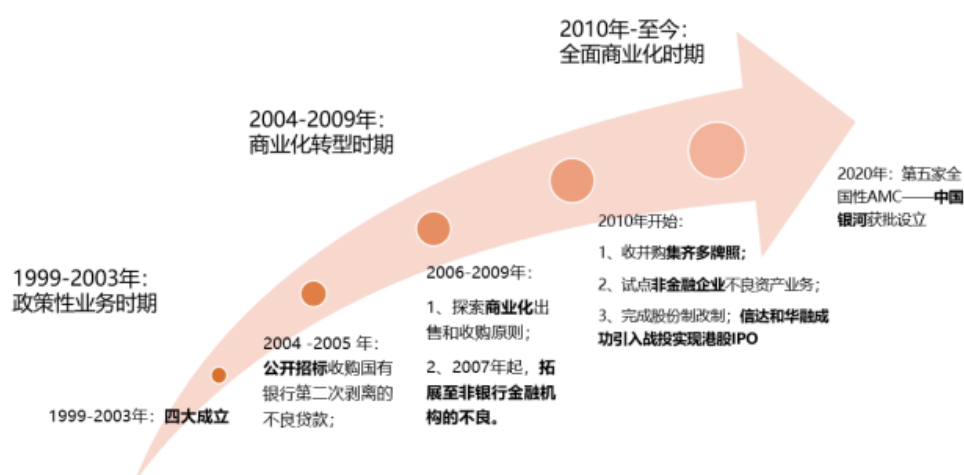 1999-2003年：
政策性业务时期
1999-2003年：四大成立
2004-2009年：
商业化转型时期
2004 -2005 年：
公开招标收购国有
银行第二次剥离的
不良贷款；
2006-2009年：
1、探索商业化出
售和收购原则；
2、2007年起，拓
展至非银行金融机
构的不良。
2010年-至今：
全面商业化时期
2010年开始：
1、收并购集齐多牌照；
2、试点非金融企业不良资产业务；
3、完成股份制改制；信达和华融成
功引入战投实现港股IPO
2020年：第五家全
国性AMC——中国
银河获批设立